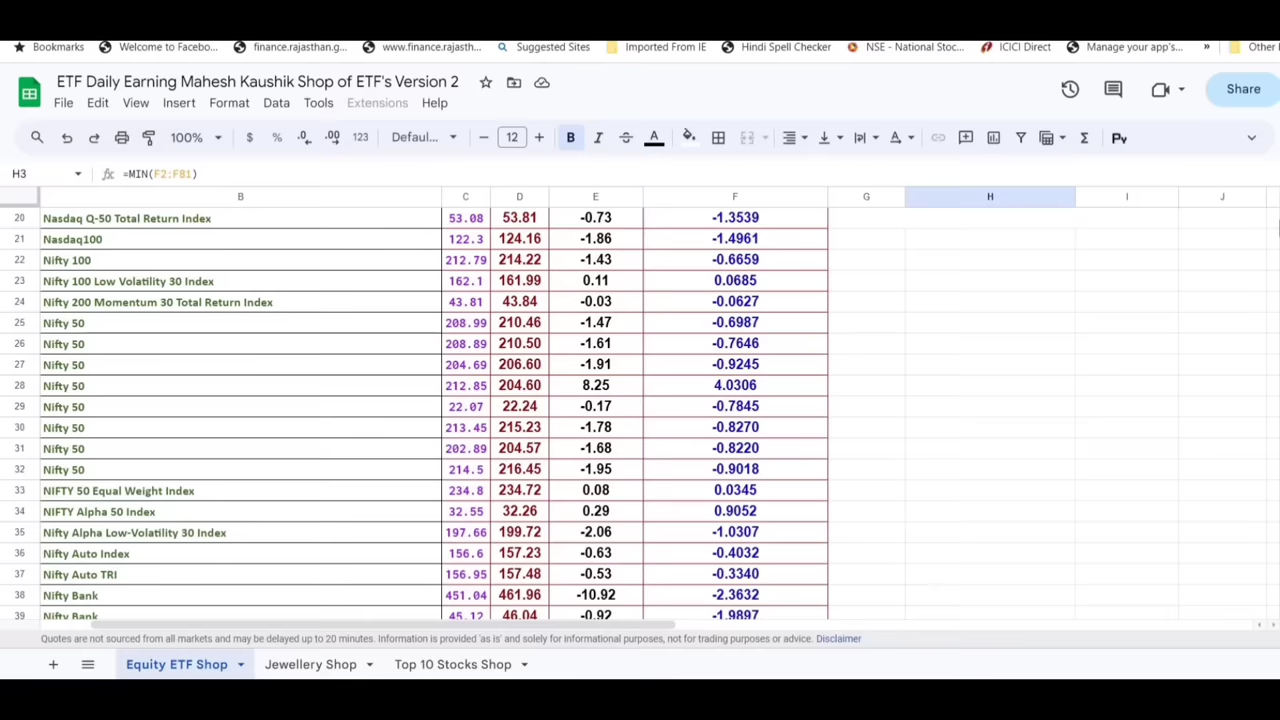 Bookmarks Welcome to Facebo... finance.rajasthan.g... www.finance.rajasth... Suggested Sites Imported From IE Hindi Spell Checker NSE - National Stoc... ICICI Direct Manage your app's... » Other
ETF Daily Earning Mahesh Kaushik Shop of ETF's Version 2
File Edit View Insert Format Data Tools Extensions Help
Share
100% $ % .0 .00 123 Defaul... − 12 + B I S A Σ Py
H3 fx =MIN(F2:F81)
B C D E F G H I J
20 Nasdaq Q-50 Total Return Index 53.08 53.81 -0.73 -1.3539
21 Nasdaq100 122.3 124.16 -1.86 -1.4961
22 Nifty 100 212.79 214.22 -1.43 -0.6659
23 Nifty 100 Low Volatility 30 Index 162.1 161.99 0.11 0.0685
24 Nifty 200 Momentum 30 Total Return Index 43.81 43.84 -0.03 -0.0627
25 Nifty 50 208.99 210.46 -1.47 -0.6987
26 Nifty 50 208.89 210.50 -1.61 -0.7646
27 Nifty 50 204.69 206.60 -1.91 -0.9245
28 Nifty 50 212.85 204.60 8.25 4.0306
29 Nifty 50 22.07 22.24 -0.17 -0.7845
30 Nifty 50 213.45 215.23 -1.78 -0.8270
31 Nifty 50 202.89 204.57 -1.68 -0.8220
32 Nifty 50 214.5 216.45 -1.95 -0.9018
33 NIFTY 50 Equal Weight Index 234.8 234.72 0.08 0.0345
34 NIFTY Alpha 50 Index 32.55 32.26 0.29 0.9052
35 Nifty Alpha Low-Volatility 30 Index 197.66 199.72 -2.06 -1.0307
36 Nifty Auto Index 156.6 157.23 -0.63 -0.4032
37 Nifty Auto TRI 156.95 157.48 -0.53 -0.3340
38 Nifty Bank 451.04 461.96 -10.92 -2.3632
39 Nifty Bank 45.12 46.04 -0.92 -1.9897
Quotes are not sourced from all markets and may be delayed up to 20 minutes. Information is provided 'as is' and solely for informational purposes, not for trading purposes or advice. Disclaimer
+ Equity ETF Shop Jewellery Shop Top 10 Stocks Shop